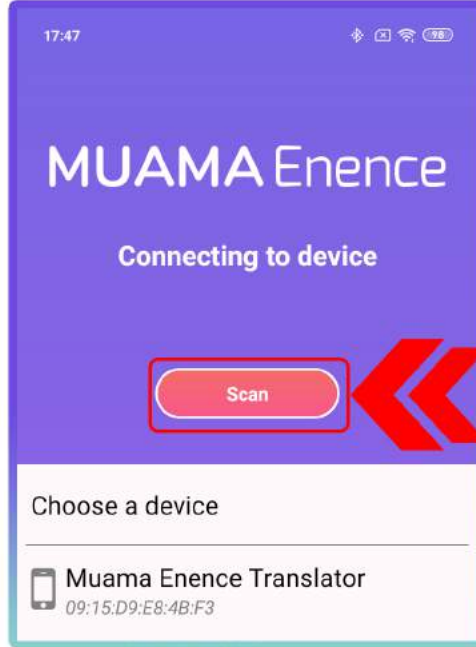 17:47
98
MUAMA Enence
Connecting to device
Scan
Choose a device
Muama Enence Translator
09:15:D9:E8:4B:F3